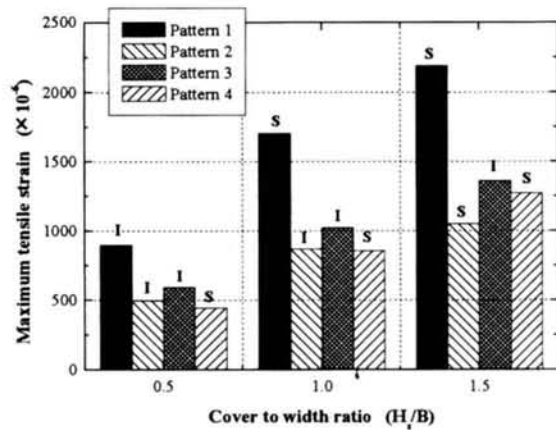 Maximum tensile strain (× 10⁻⁶)
2500
2000
1500
1000
500
0
Pattern 1
Pattern 2
Pattern 3
Pattern 4
I
I
I
S
S
I
I
S
S
S
I
S
0.5
1.0
1.5
Cover to width ratio (Hs/B)